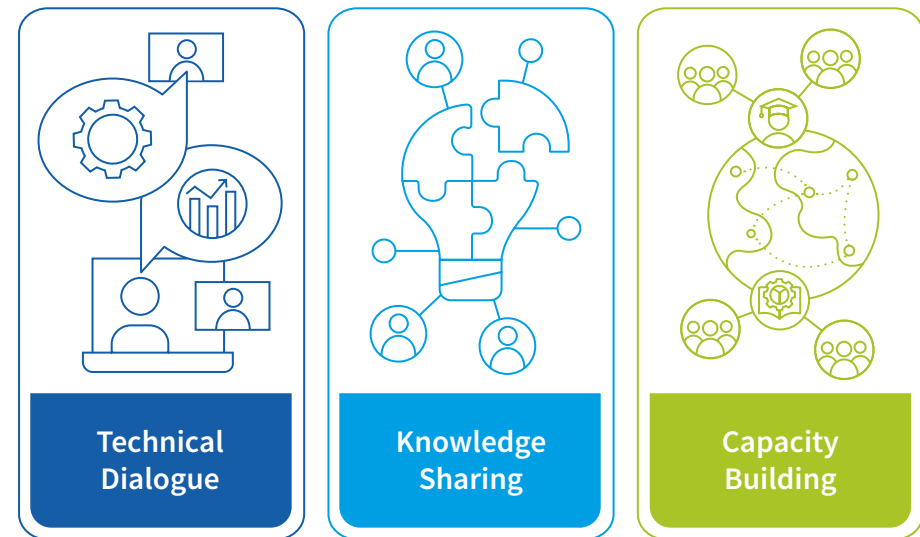 Technical
Dialogue
Knowledge
Sharing
Capacity
Building